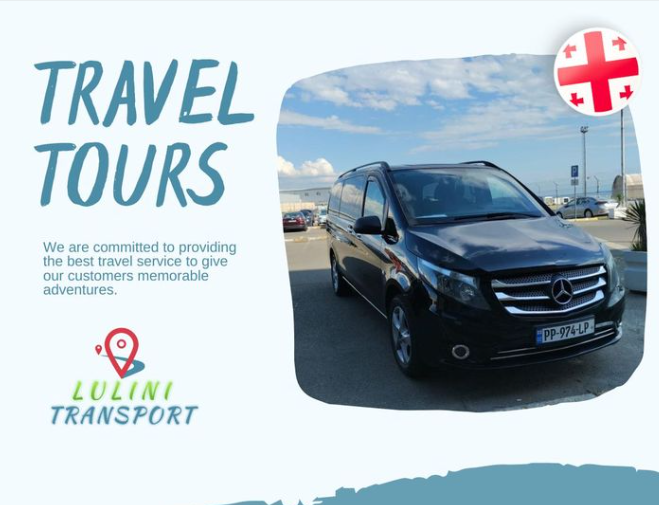 TRAVEL
TOURS
We are committed to providing
the best travel service to give
our customers memorable
adventures.
LULINI
TRANSPORT
PP-974-LP